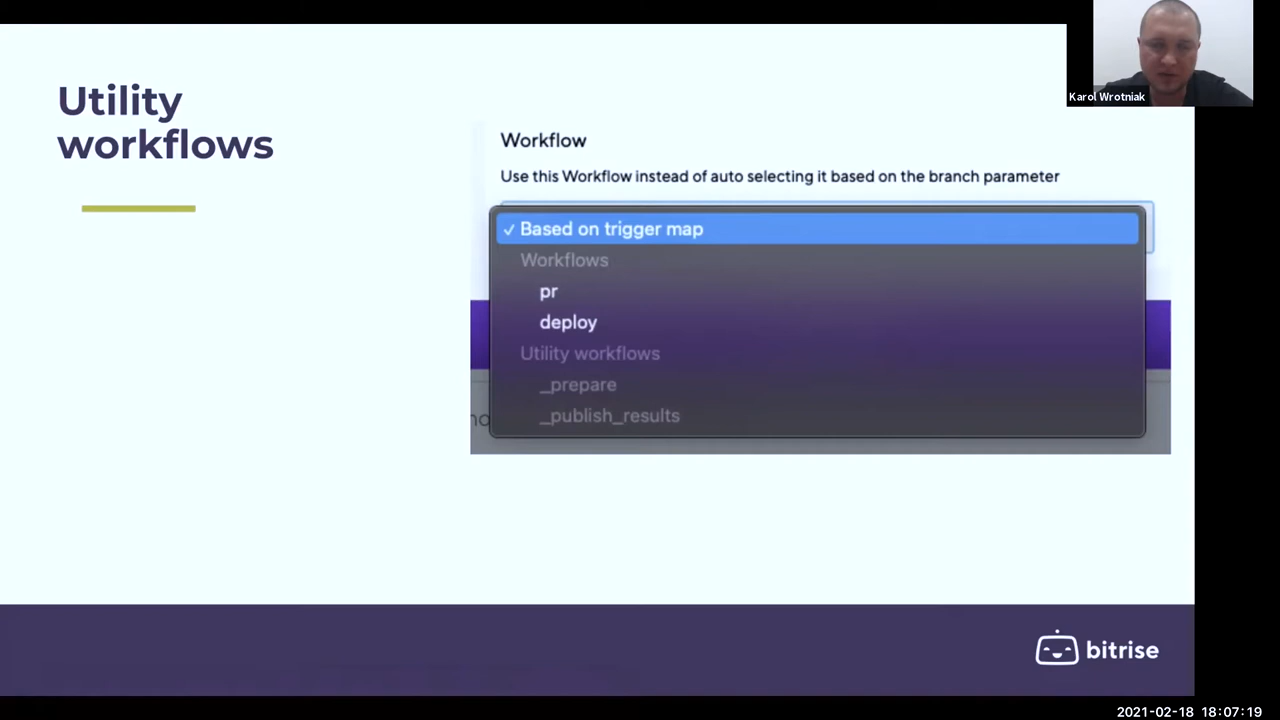 Utility
workflows
Karol Wrotniak
Workflow
Use this Workflow instead of auto selecting it based on the branch parameter
✓ Based on trigger map
Workflows
pr
deploy
Utility workflows
_prepare
_publish_results
bitrise
2021-02-18 18:07:19